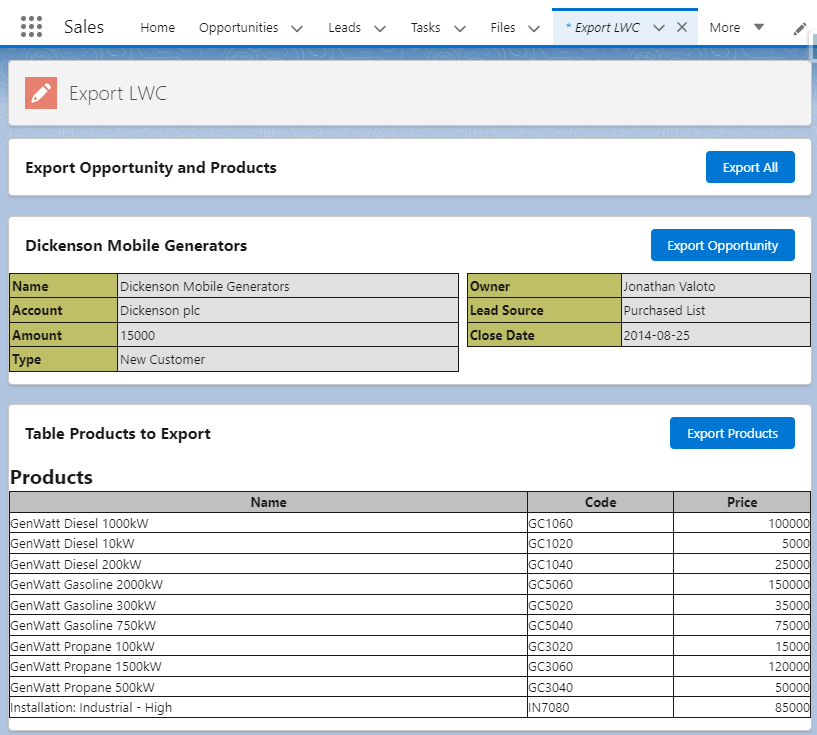 Sales Home Opportunities Leads Tasks Files * Export LWC More
Export LWC
Export Opportunity and Products Export All
Dickenson Mobile Generators Export Opportunity
Name Dickenson Mobile Generators Owner Jonathan Valoto
Account Dickenson plc Lead Source Purchased List
Amount 15000 Close Date 2014-08-25
Type New Customer
Table Products to Export Export Products
Products
Name Code Price
GenWatt Diesel 1000kW GC1060 100000
GenWatt Diesel 10kW GC1020 5000
GenWatt Diesel 200kW GC1040 25000
GenWatt Gasoline 2000kW GC5060 150000
GenWatt Gasoline 300kW GC5020 35000
GenWatt Gasoline 750kW GC5040 75000
GenWatt Propane 100kW GC3020 15000
GenWatt Propane 1500kW GC3060 120000
GenWatt Propane 500kW GC3040 50000
Installation: Industrial - High IN7080 85000